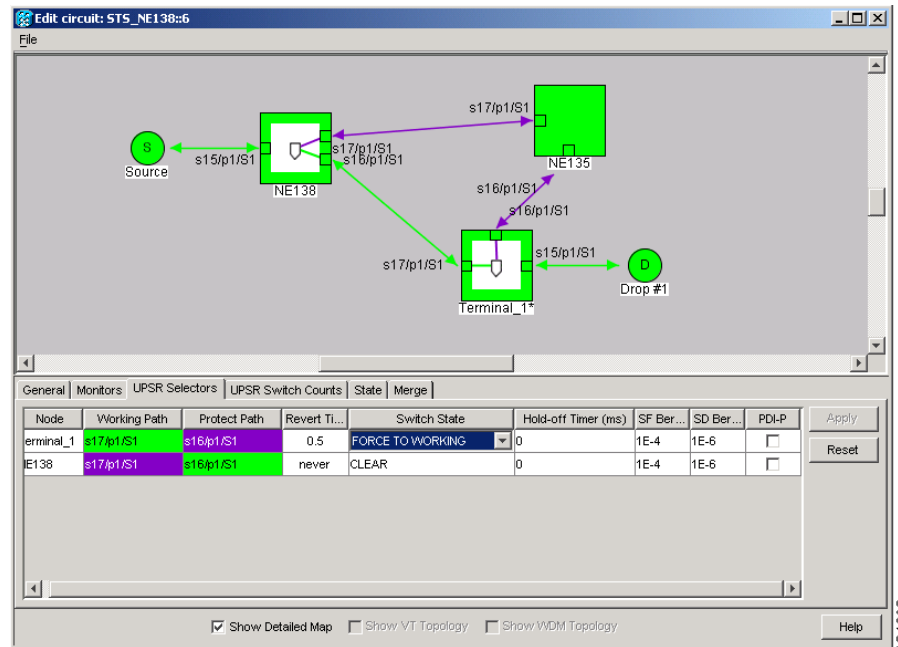 Edit circuit: STS_NE138::6
File
s17/p1/S1
S
s15/p1/S1
s17/p1/S1
s16/p1/S1
Source
NE138
NE135
s16/p1/S1
s16/p1/S1
s17/p1/S1
s15/p1/S1
D
Drop #1
Terminal_1*
General Monitors UPSR Selectors UPSR Switch Counts State Merge
Node Working Path Protect Path Revert Ti... Switch State Hold-off Timer (ms) SF Ber... SD Ber... PDI-P Apply
erminal_1 s17/p1/S1 s16/p1/S1 0.5 FORCE TO WORKING 0 1E-4 1E-6 Reset
IE138 s17/p1/S1 s16/p1/S1 never CLEAR 0 1E-4 1E-6
Show Detailed Map Show VT Topology Show WDM Topology Help